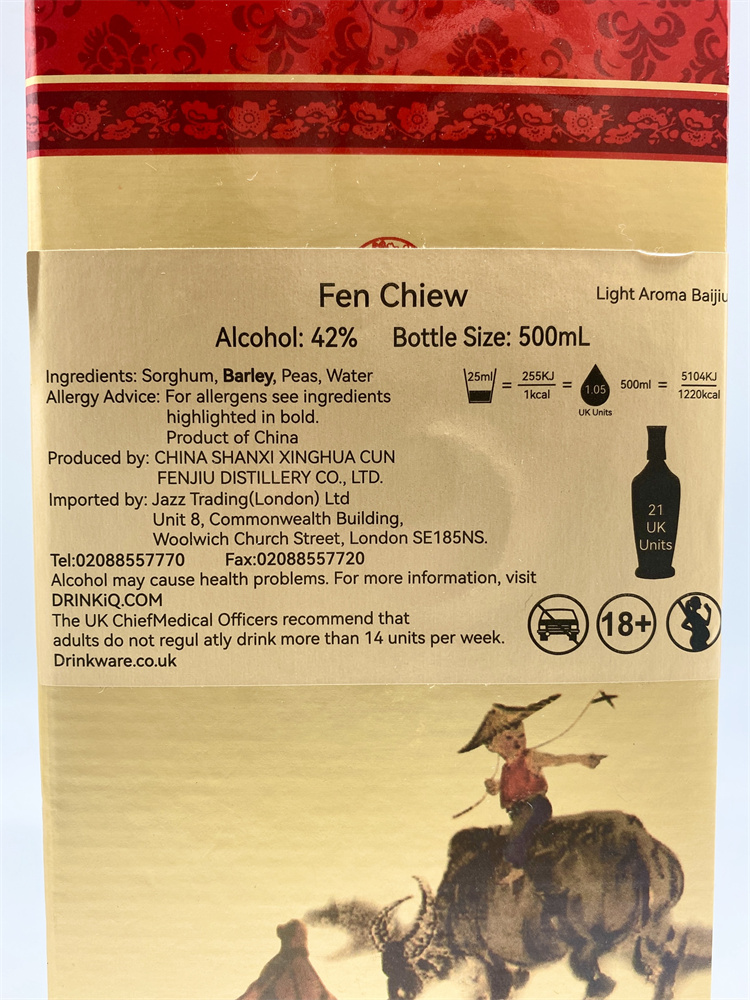 Fen Chiew
Light Aroma Baijiu
Alcohol: 42% Bottle Size: 500mL
Ingredients: Sorghum, Barley, Peas, Water
Allergy Advice: For allergens see ingredients
highlighted in bold.
Product of China
Produced by: CHINA SHANXI XINGHUA CUN
FENJIU DISTILLERY CO., LTD.
Imported by: Jazz Trading(London) Ltd
Unit 8, Commonwealth Building,
Woolwich Church Street, London SE185NS.
Tel:02088557770 Fax:02088557720
Alcohol may cause health problems. For more information, visit
DRINKiQ.COM
The UK ChiefMedical Officers recommend that
adults do not regul atly drink more than 14 units per week.
Drinkware.co.uk
25ml = 255KJ = 1.05 500ml = 5104KJ
1kcal 1220kcal
UK Units
21
UK
Units
18+